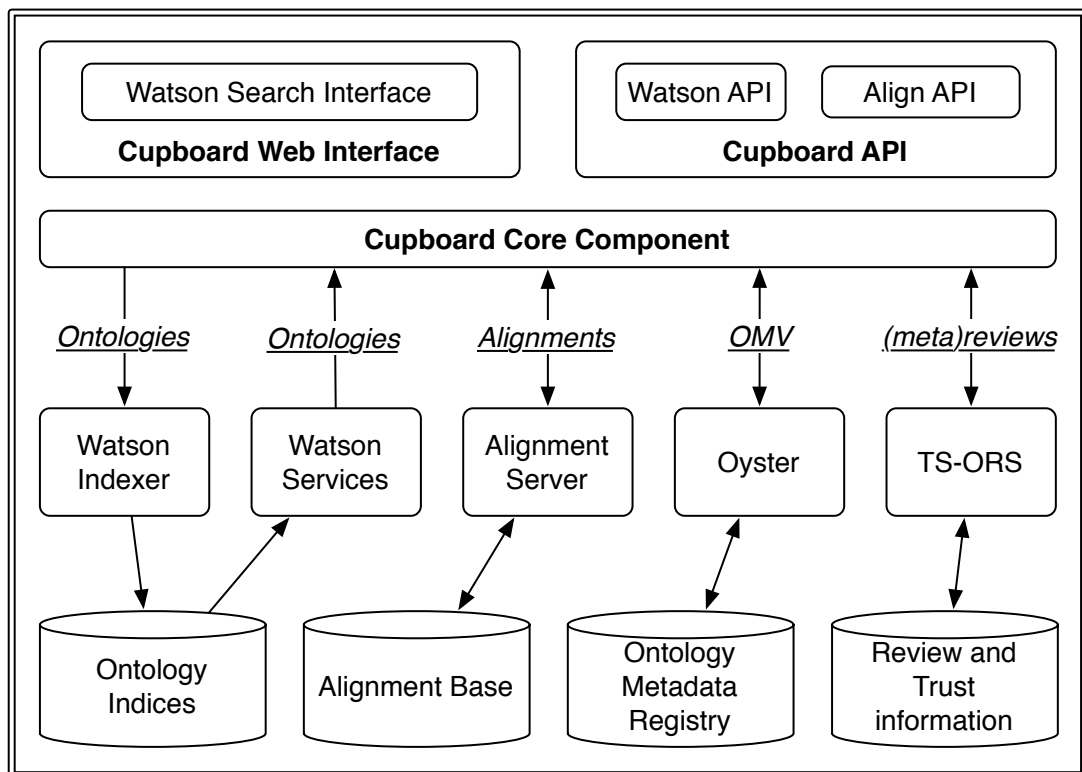 Watson Search Interface
Cupboard Web Interface
Watson API
Align API
Cupboard API
Cupboard Core Component
Ontologies
Ontologies
Alignments
OMV
(meta)reviews
Watson
Indexer
Watson
Services
Alignment
Server
Oyster
TS-ORS
Ontology
Indices
Alignment Base
Ontology
Metadata
Registry
Review and
Trust
information